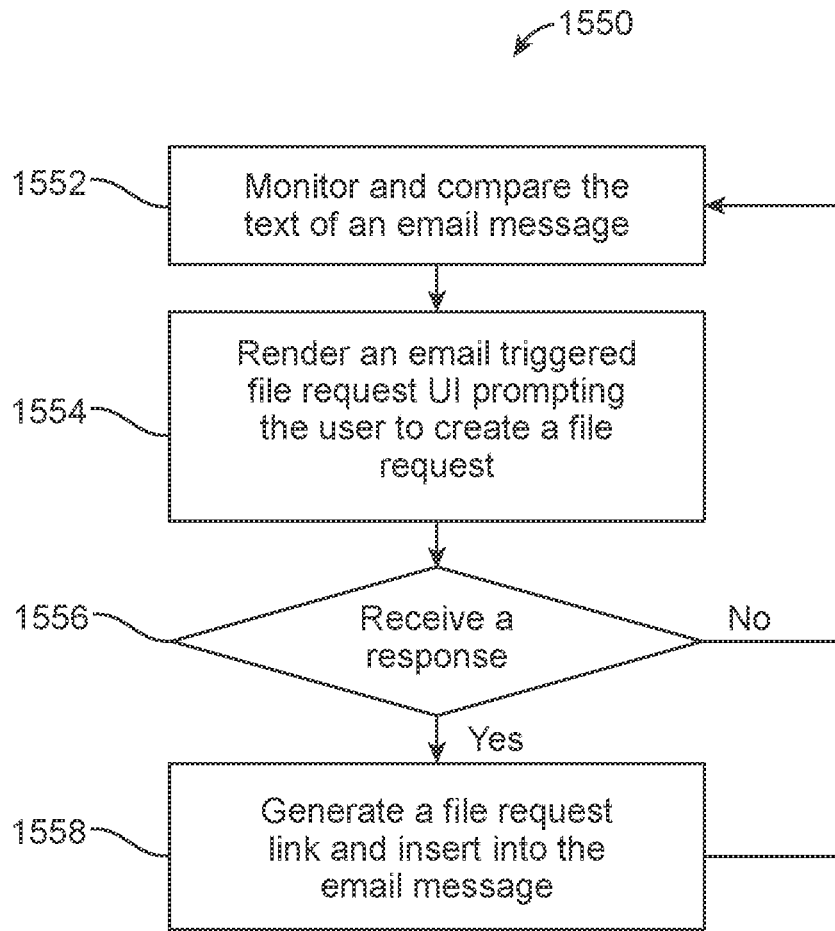 1550
1552
Monitor and compare the
text of an email message
1554
Render an email triggered
file request UI prompting
the user to create a file
request
1556
Receive a
response
No
Yes
1558
Generate a file request
link and insert into the
email message